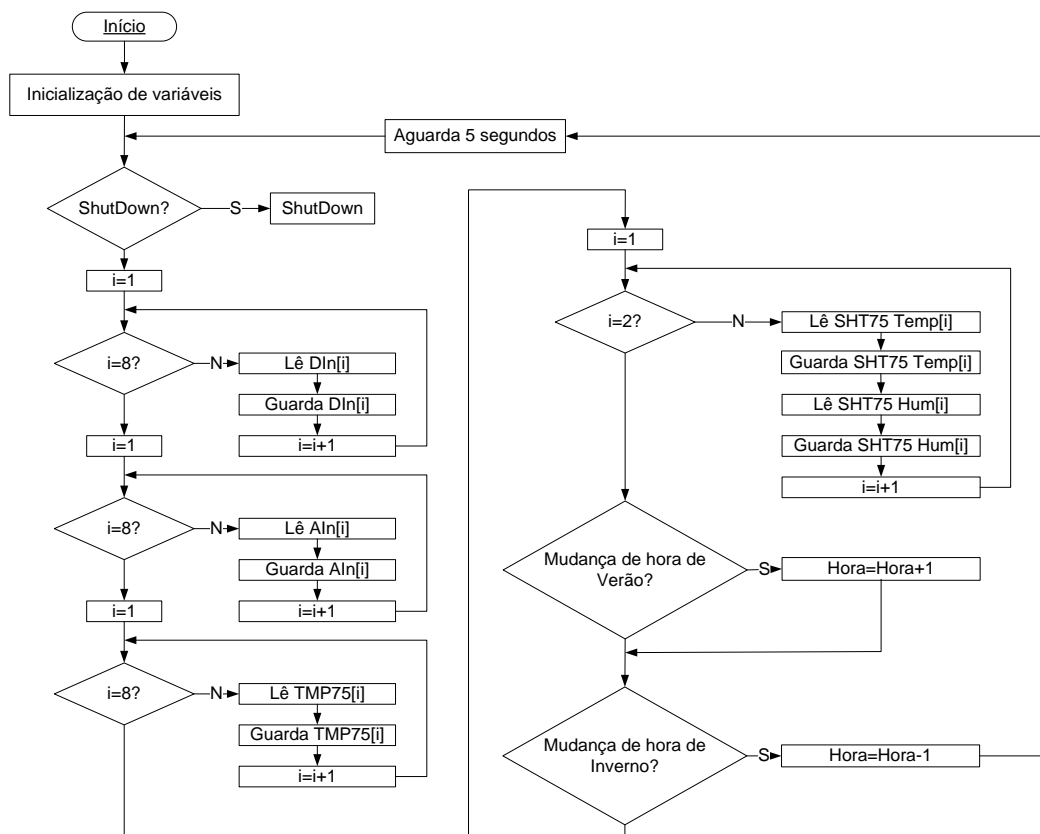 Início
Inicialização de variáveis
Aguarda 5 segundos
ShutDown?
S
ShutDown
i=1
i=8?
N
Lê DIn[i]
Guarda DIn[i]
i=i+1
i=1
i=8?
N
Lê AIn[i]
Guarda AIn[i]
i=i+1
i=1
i=8?
N
Lê TMP75[i]
Guarda TMP75[i]
i=i+1
i=1
i=2?
N
Lê SHT75 Temp[i]
Guarda SHT75 Temp[i]
Lê SHT75 Hum[i]
Guarda SHT75 Hum[i]
i=i+1
Mudança de hora de
Verão?
S
Hora=Hora+1
Mudança de hora de
Inverno?
S
Hora=Hora-1